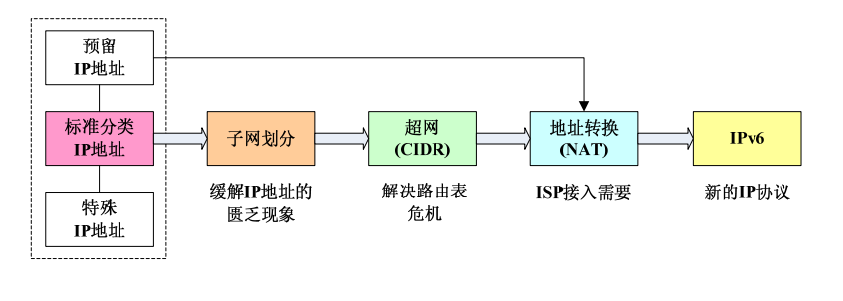 预留
IP地址
标准分类
IP地址
特殊
IP地址
子网划分
缓解IP地址的
匮乏现象
超网
(CIDR)
解决路由表
危机
地址转换
(NAT)
ISP接入需要
IPv6
新的IP协议